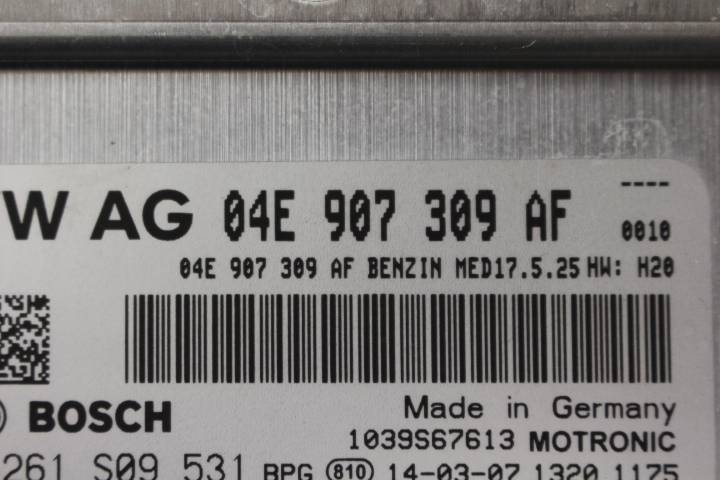 VW AG 04E 907 309 AF
----
0010
04E 907 309 AF BENZIN MED17.5.25 HW: H20
BOSCH
Made in Germany
1039S67613 MOTRONIC
261 S09 531 BPG 810 14-03-07 1320 1175